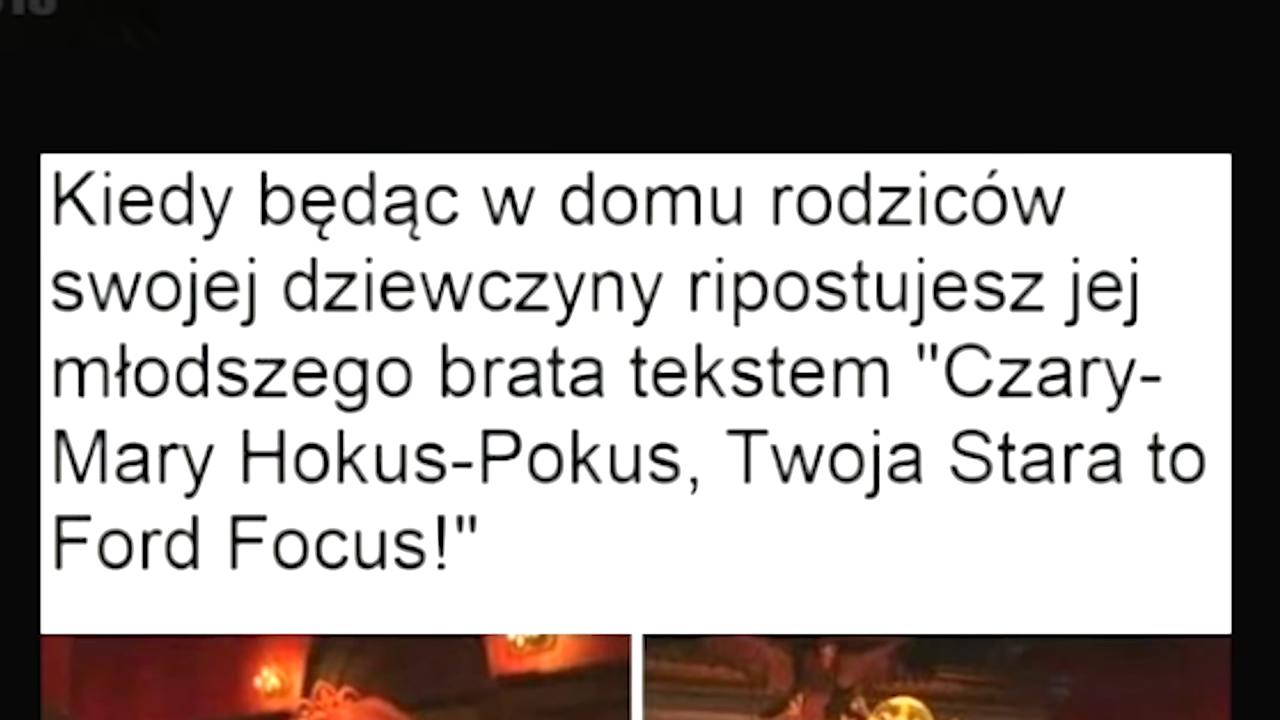 Kiedy będąc w domu rodziców
swojej dziewczyny ripostujesz jej
młodszego brata tekstem "Czary-
Mary Hokus-Pokus, Twoja Stara to
Ford Focus!"